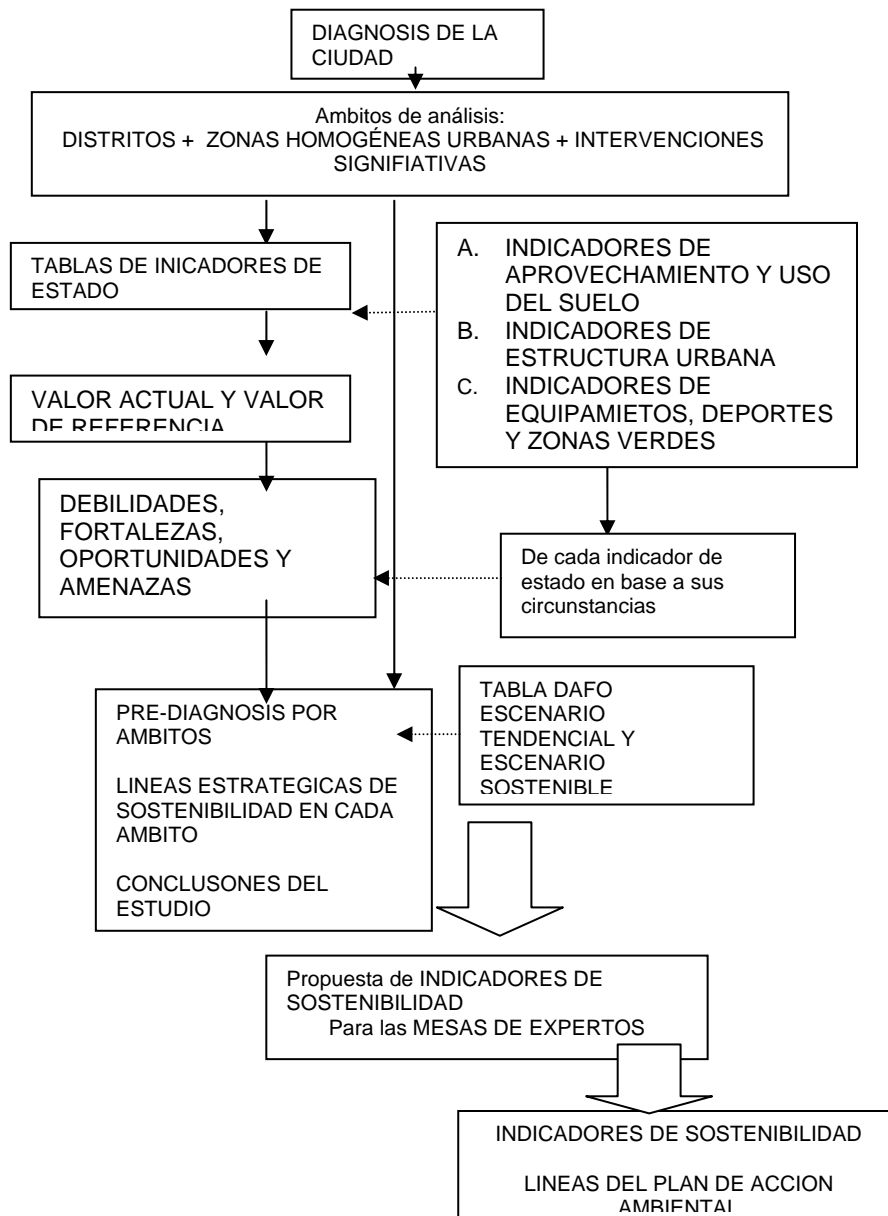 DIAGNOSIS DE LA
CIUDAD
Ambitos de análisis:
DISTRITOS + ZONAS HOMOGÉNEAS URBANAS + INTERVENCIONES
SIGNIFIATIVAS
TABLAS DE INICADORES DE
ESTADO
A. INDICADORES DE
APROVECHAMIENTO Y USO
DEL SUELO
B. INDICADORES DE
ESTRUCTURA URBANA
C. INDICADORES DE
EQUIPAMIETOS, DEPORTES
Y ZONAS VERDES
VALOR ACTUAL Y VALOR
DE REFERENCIA
DEBILIDADES,
FORTALEZAS,
OPORTUNIDADES Y
AMENAZAS
De cada indicador de
estado en base a sus
circunstancias
PRE-DIAGNOSIS POR
AMBITOS
LINEAS ESTRATEGICAS DE
SOSTENIBILIDAD EN CADA
AMBITO
CONCLUSONES DEL
ESTUDIO
TABLA DAFO
ESCENARIO
TENDENCIAL Y
ESCENARIO
SOSTENIBLE
Propuesta de INDICADORES DE
SOSTENIBILIDAD
Para las MESAS DE EXPERTOS
INDICADORES DE SOSTENIBILIDAD
LINEAS DEL PLAN DE ACCION
AMBIENTAL